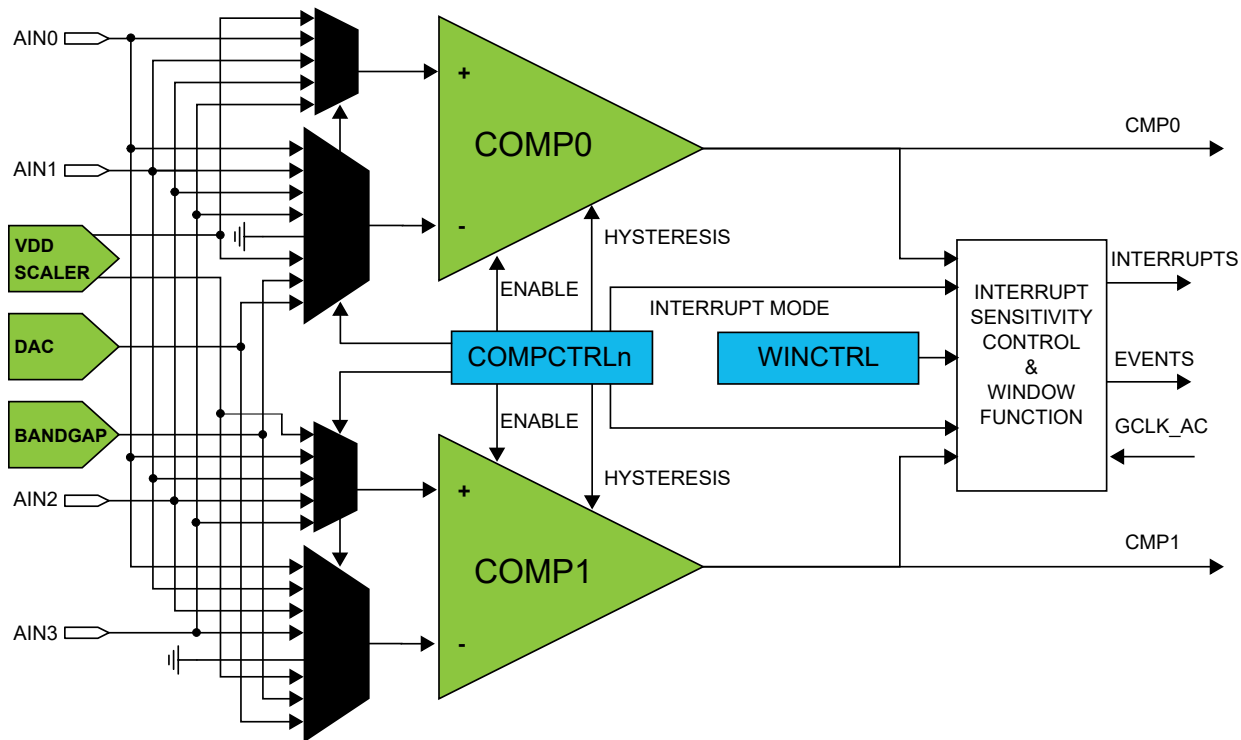 AIN0
+
COMP0
-
CMP0
AIN1
VDD
SCALER
HYSTERESIS
ENABLE
INTERRUPT MODE
INTERRUPT
SENSITIVITY
CONTROL
&
WINDOW
FUNCTION
INTERRUPTS
DAC
COMPCTRLn
WINCTRL
EVENTS
BANDGAP
ENABLE
GCLK_AC
HYSTERESIS
AIN2
+
COMP1
-
CMP1
AIN3